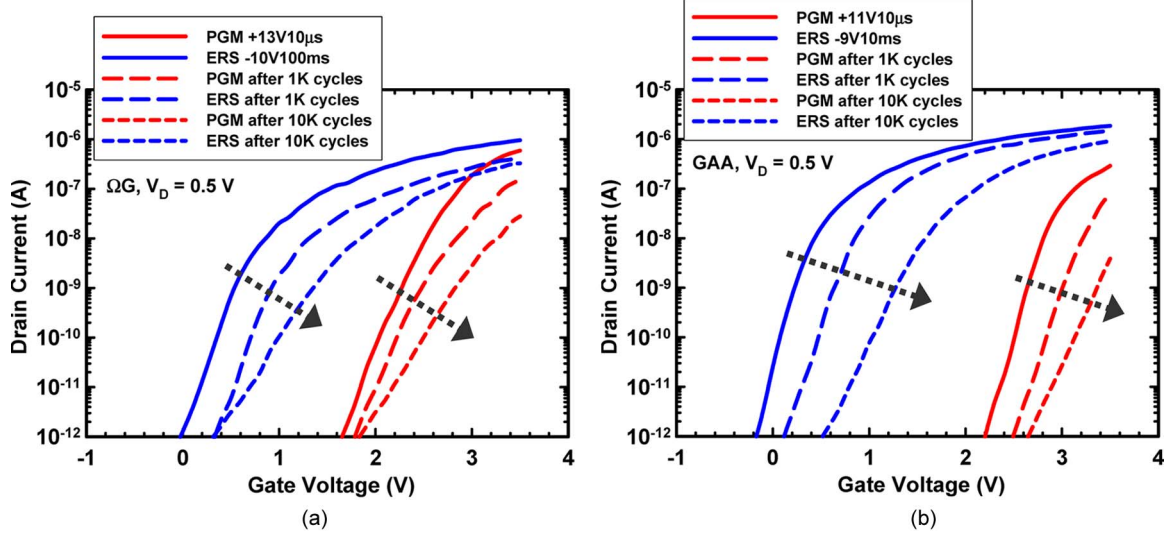 PGM +13V10μs
ERS -10V100ms
PGM after 1K cycles
ERS after 1K cycles
PGM after 10K cycles
ERS after 10K cycles
ΩG, V_D = 0.5 V
Drain Current (A)
10^-5
10^-6
10^-7
10^-8
10^-9
10^-10
10^-11
10^-12
-1 0 1 2 3 4
Gate Voltage (V)
(a)
PGM +11V10μs
ERS -9V10ms
PGM after 1K cycles
ERS after 1K cycles
PGM after 10K cycles
ERS after 10K cycles
GAA, V_D = 0.5 V
Drain Current (A)
10^-5
10^-6
10^-7
10^-8
10^-9
10^-10
10^-11
10^-12
-1 0 1 2 3 4
Gate Voltage (V)
(b)